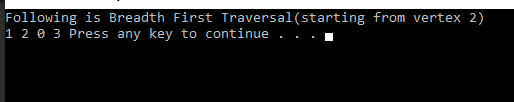 Following is Breadth First Traversal(starting from vertex 2)
1 2 0 3 Press any key to continue . . .